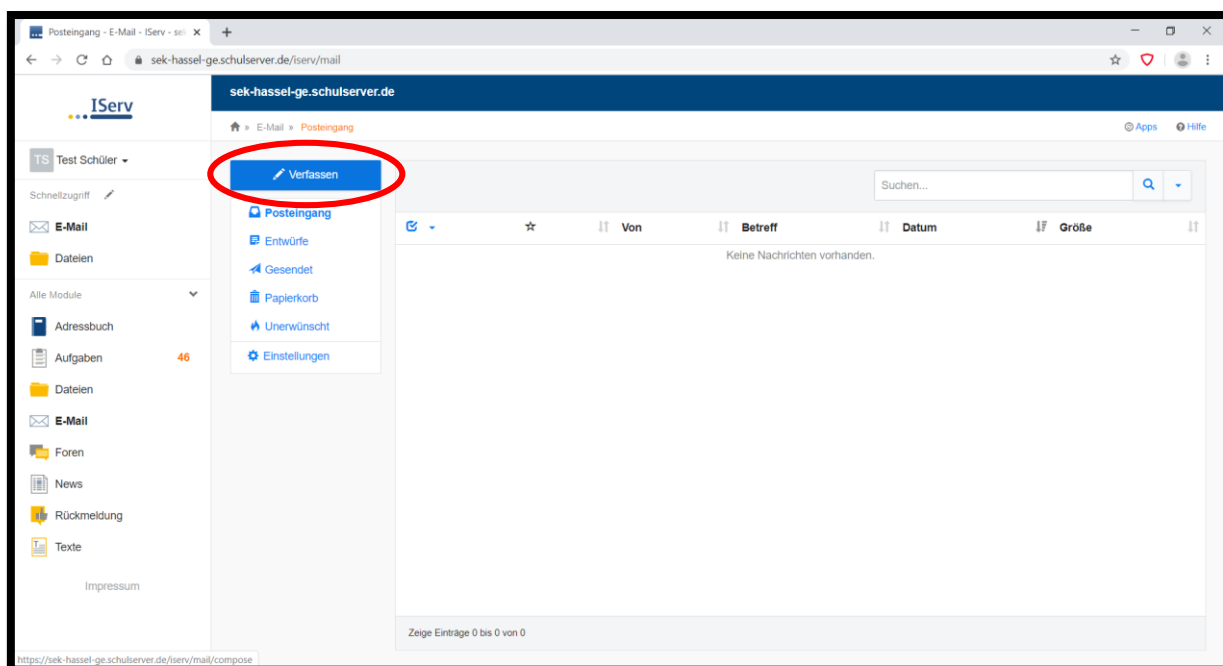 Posteingang - E-Mail - IServ - sek
sek-hassel-ge.schulserver.de/iserv/mail
IServ
sek-hassel-ge.schulserver.de
» E-Mail » Posteingang
Apps
Hilfe
TS Test Schüler
Schnellzugriff
E-Mail
Dateien
Alle Module
Adressbuch
Aufgaben 46
Dateien
E-Mail
Foren
News
Rückmeldung
Texte
Impressum
Verfassen
Posteingang
Entwürfe
Gesendet
Papierkorb
Unerwünscht
Einstellungen
Suchen...
Von Betreff Datum Größe
Keine Nachrichten vorhanden.
Zeige Einträge 0 bis 0 von 0
https://sek-hassel-ge.schulserver.de/iserv/mail/compose